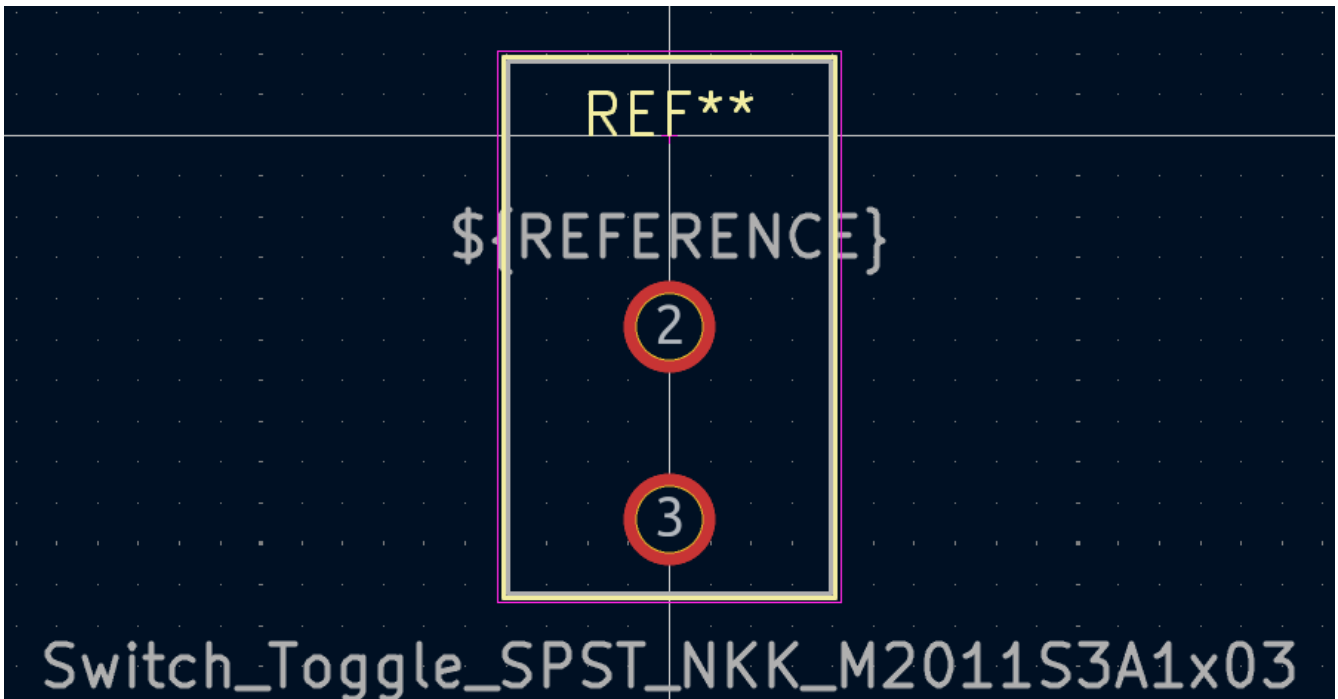 REF**
${REFERENCE}
2
3
Switch_Toggle_SPST_NKK_M2011S3A1x03